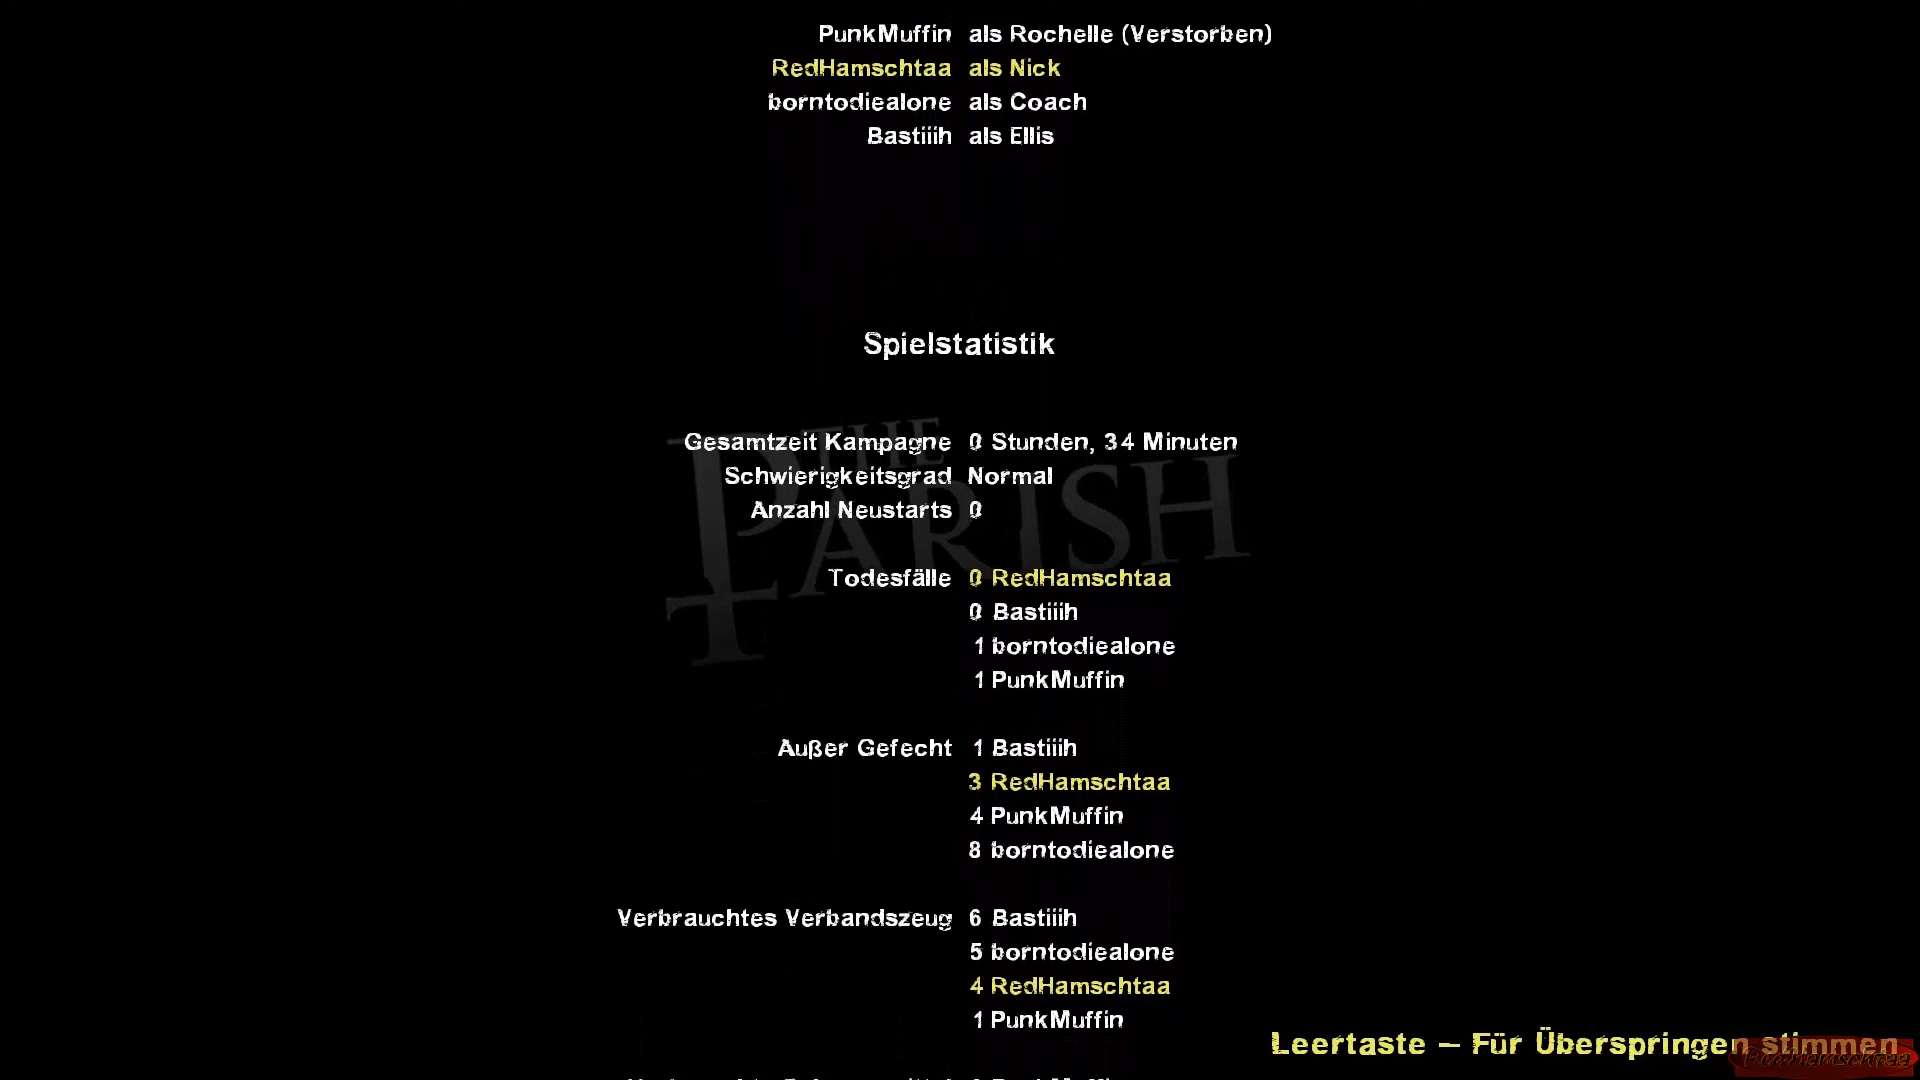 PunkMuffin als Rochelle (Verstorben)
RedHamschtaa als Nick
borntodiealone als Coach
Bastiiih als Ellis
Spielstatistik
THE
PARISH
Gesamtzeit Kampagne 0 Stunden, 34 Minuten
Schwierigkeitsgrad Normal
Anzahl Neustarts 0
Todesfälle 0 RedHamschtaa
0 Bastiiih
1 borntodiealone
1 PunkMuffin
Außer Gefecht 1 Bastiiih
3 RedHamschtaa
4 PunkMuffin
8 borntodiealone
Verbrauchtes Verbandszeug 6 Bastiiih
5 borntodiealone
4 RedHamschtaa
1 PunkMuffin
Leertaste – Für Überspringen stimmen
RedHamschtaa